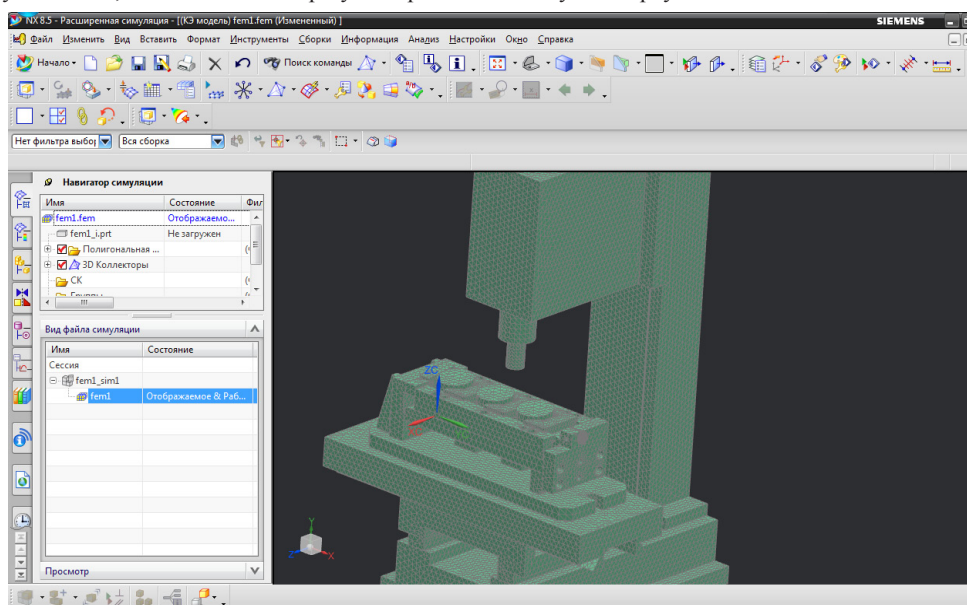 NX 8.5 - Расширенная симуляция - [(КЭ модель) fem1.fem (Измененный) ]
SIEMENS
Файл Изменить Вид Вставить Формат Инструменты Сборки Информация Анализ Настройки Окно Справка
Начало
Поиск команды
Нет фильтра выбор Вся сборка
Навигатор симуляции
Имя Состояние Фил
fem1.fem Отображаемо...
fem1_i.prt Не загружен
Полигональная ...
3D Коллекторы
СК
Группы
Вид файла симуляции
Имя Состояние
Сессия
fem1_sim1
fem1 Отображаемое & Раб...
Просмотр
Y
Z X